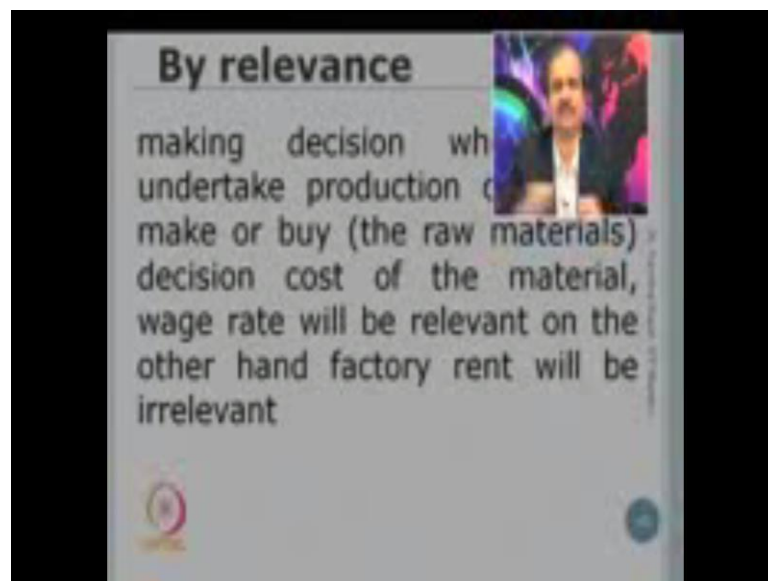 By relevance
making decision
undertake production
make or buy (the raw materials)
decision cost of the material,
wage rate will be relevant on the
other hand factory rent will be
irrelevant